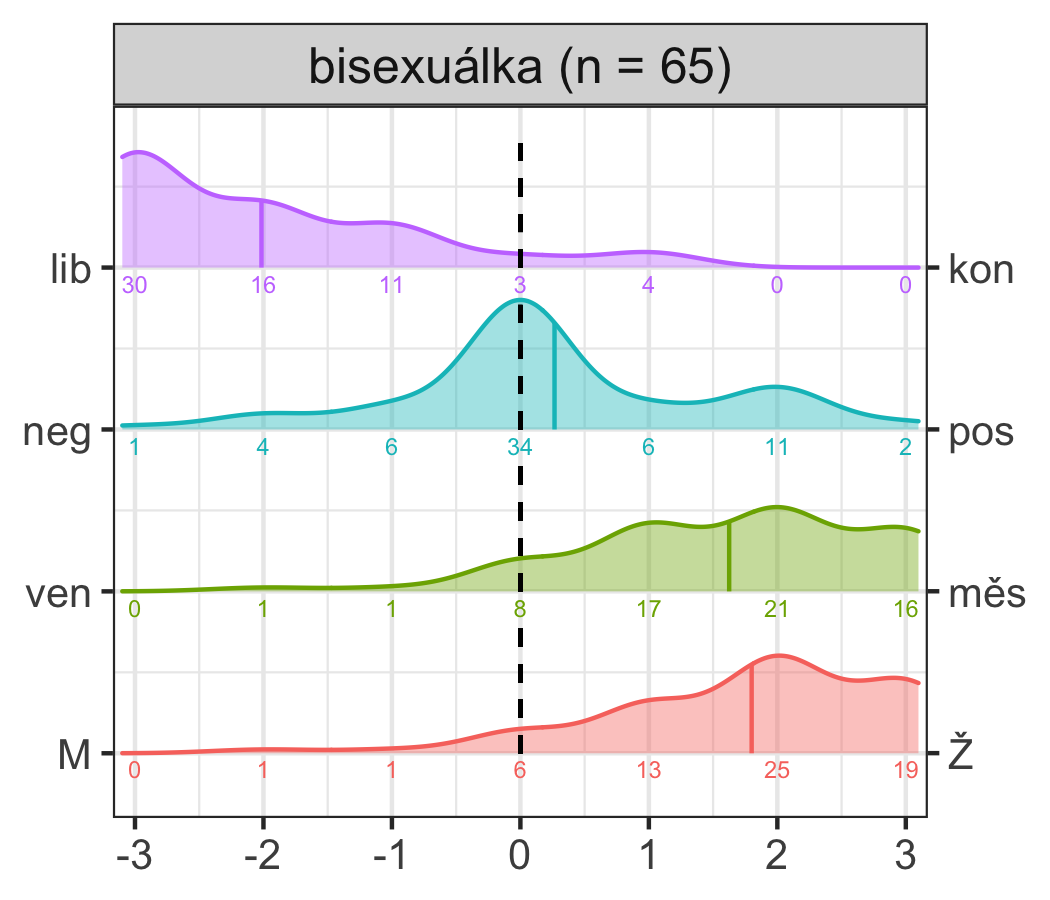 bisexuálka (n = 65)
lib kon
30 16 11 3 4 0 0
neg pos
1 4 6 34 6 11 2
ven měs
0 1 1 8 17 21 16
M Ž
0 1 1 6 13 25 19
-3 -2 -1 0 1 2 3